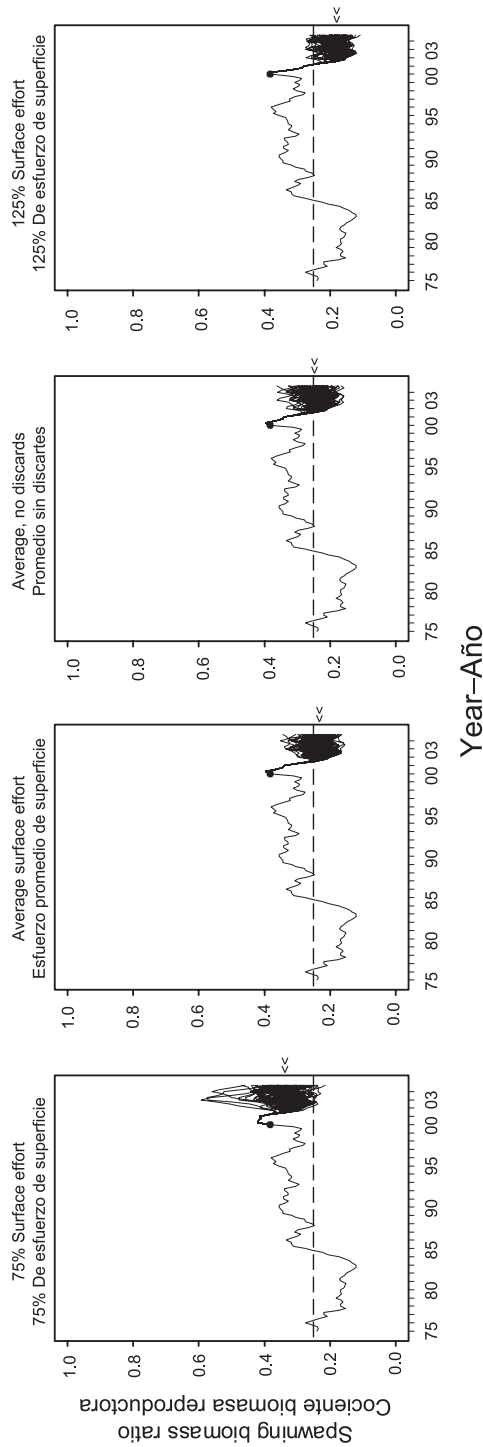 Spawning biomass ratio
Cociente biomasa reproductora
75% Surface effort
75% De esfuerzo de superficie
1.0
0.8
0.6
0.4
0.2
0.0
>>
75 80 85 90 95 00 03
Average surface effort
Esfuerzo promedio de superficie
1.0
0.8
0.6
0.4
0.2
0.0
>>
75 80 85 90 95 00 03
Average, no discards
Promedio sin discartes
1.0
0.8
0.6
0.4
0.2
0.0
>>
75 80 85 90 95 00 03
125% Surface effort
125% De esfuerzo de superficie
1.0
0.8
0.6
0.4
0.2
0.0
>>
75 80 85 90 95 00 03
Year–Año